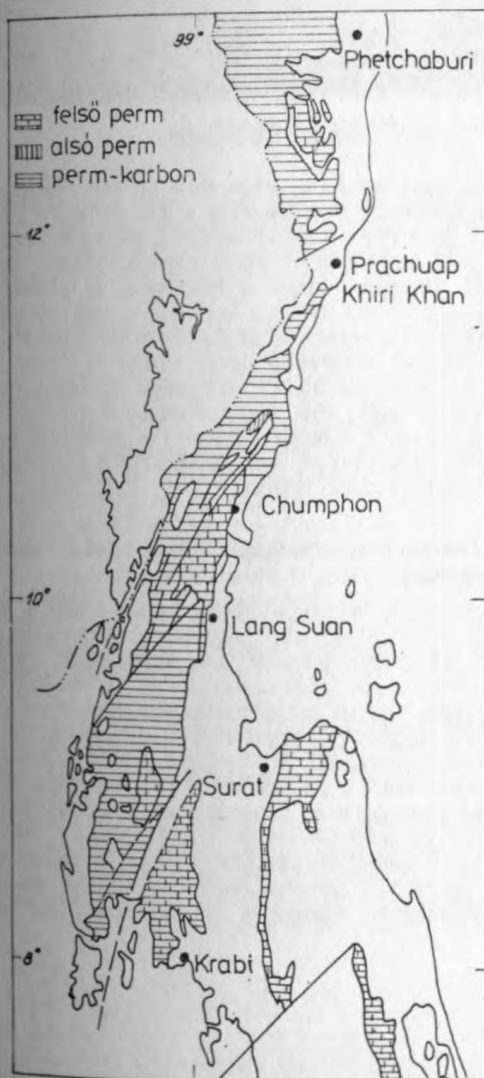 99°
Phetchaburi
felső perm
alsó perm
perm-karbon
12°
Prachuap
Khiri Khan
Chumphon
10°
Lang Suan
Surat
8°
Krabi